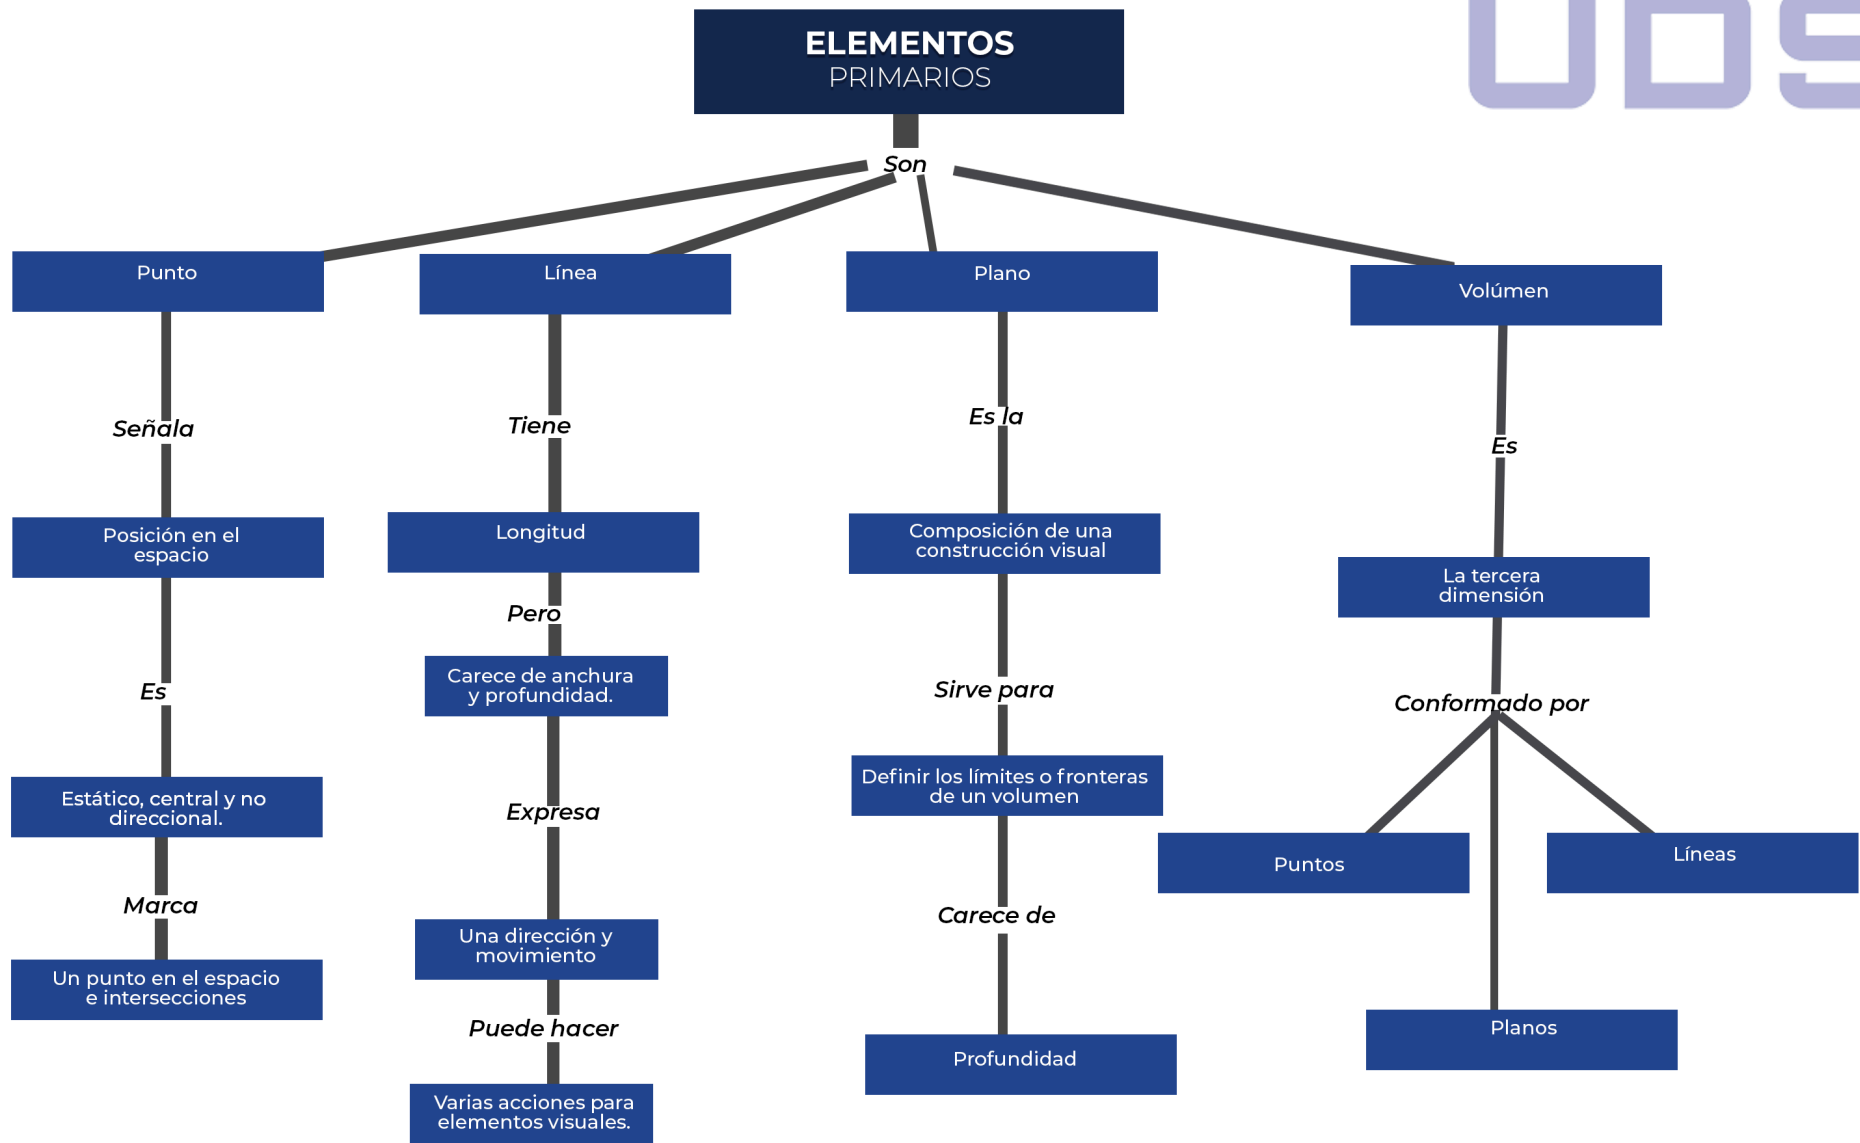 UDS
ELEMENTOS
PRIMARIOS
Son
Punto
Línea
Plano
Volúmen
Señala
Tiene
Es la
Es
Posición en el
espacio
Longitud
Composición de una
construcción visual
La tercera
dimensión
Pero
Es
Carece de anchura
y profundidad.
Sirve para
Conformado por
Estático, central y no
direccional.
Expresa
Definir los límites o fronteras
de un volumen
Puntos
Líneas
Marca
Carece de
Un punto en el espacio
e intersecciones
Una dirección y
movimiento
Puede hacer
Profundidad
Planos
Varias acciones para
elementos visuales.